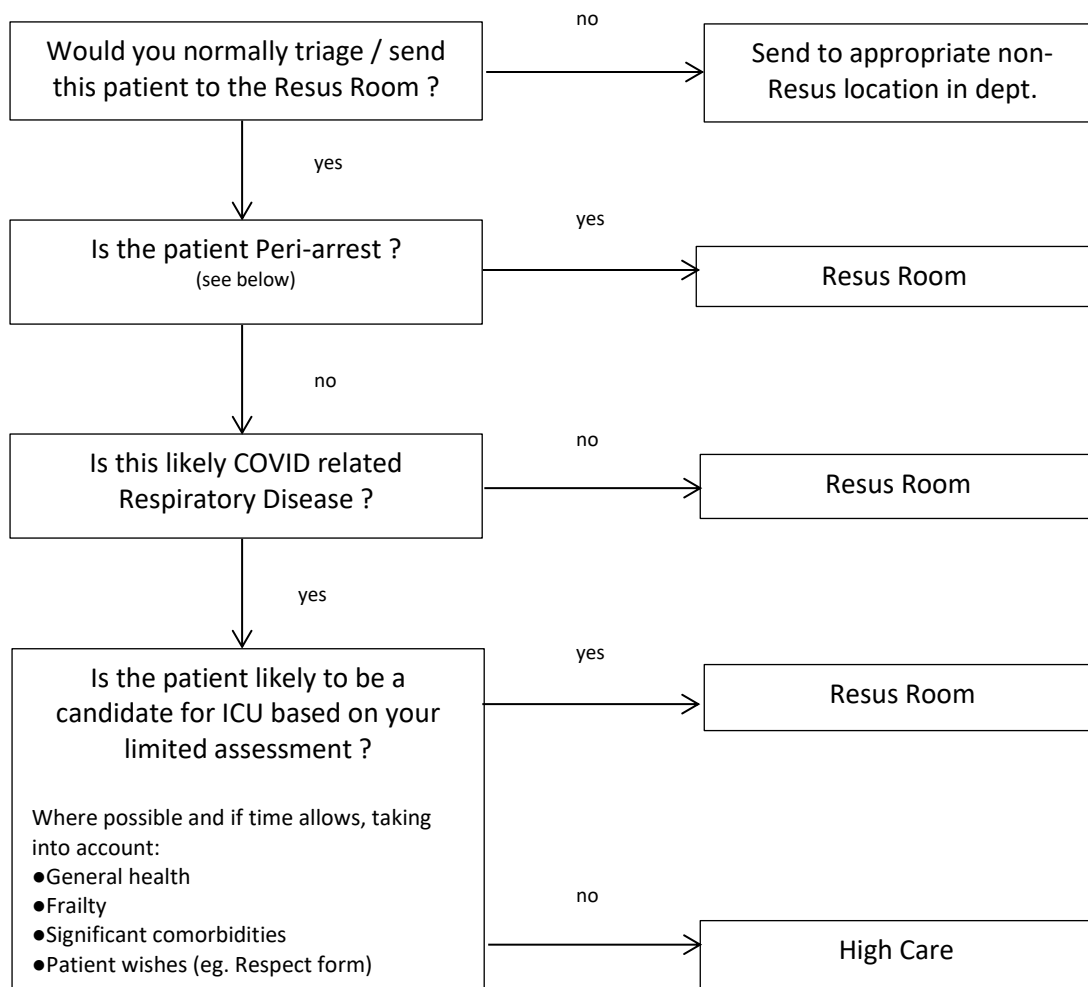 no
Would you normally triage / send
this patient to the Resus Room ?
Send to appropriate non-
Resus location in dept.
yes
Is the patient Peri-arrest ?
(see below)
yes
Resus Room
no
Is this likely COVID related
Respiratory Disease ?
no
Resus Room
yes
Is the patient likely to be a
candidate for ICU based on your
limited assessment ?
yes
Resus Room
Where possible and if time allows, taking
into account:
●General health
●Frailty
●Significant comorbidities
●Patient wishes (eg. Respect form)
no
High Care